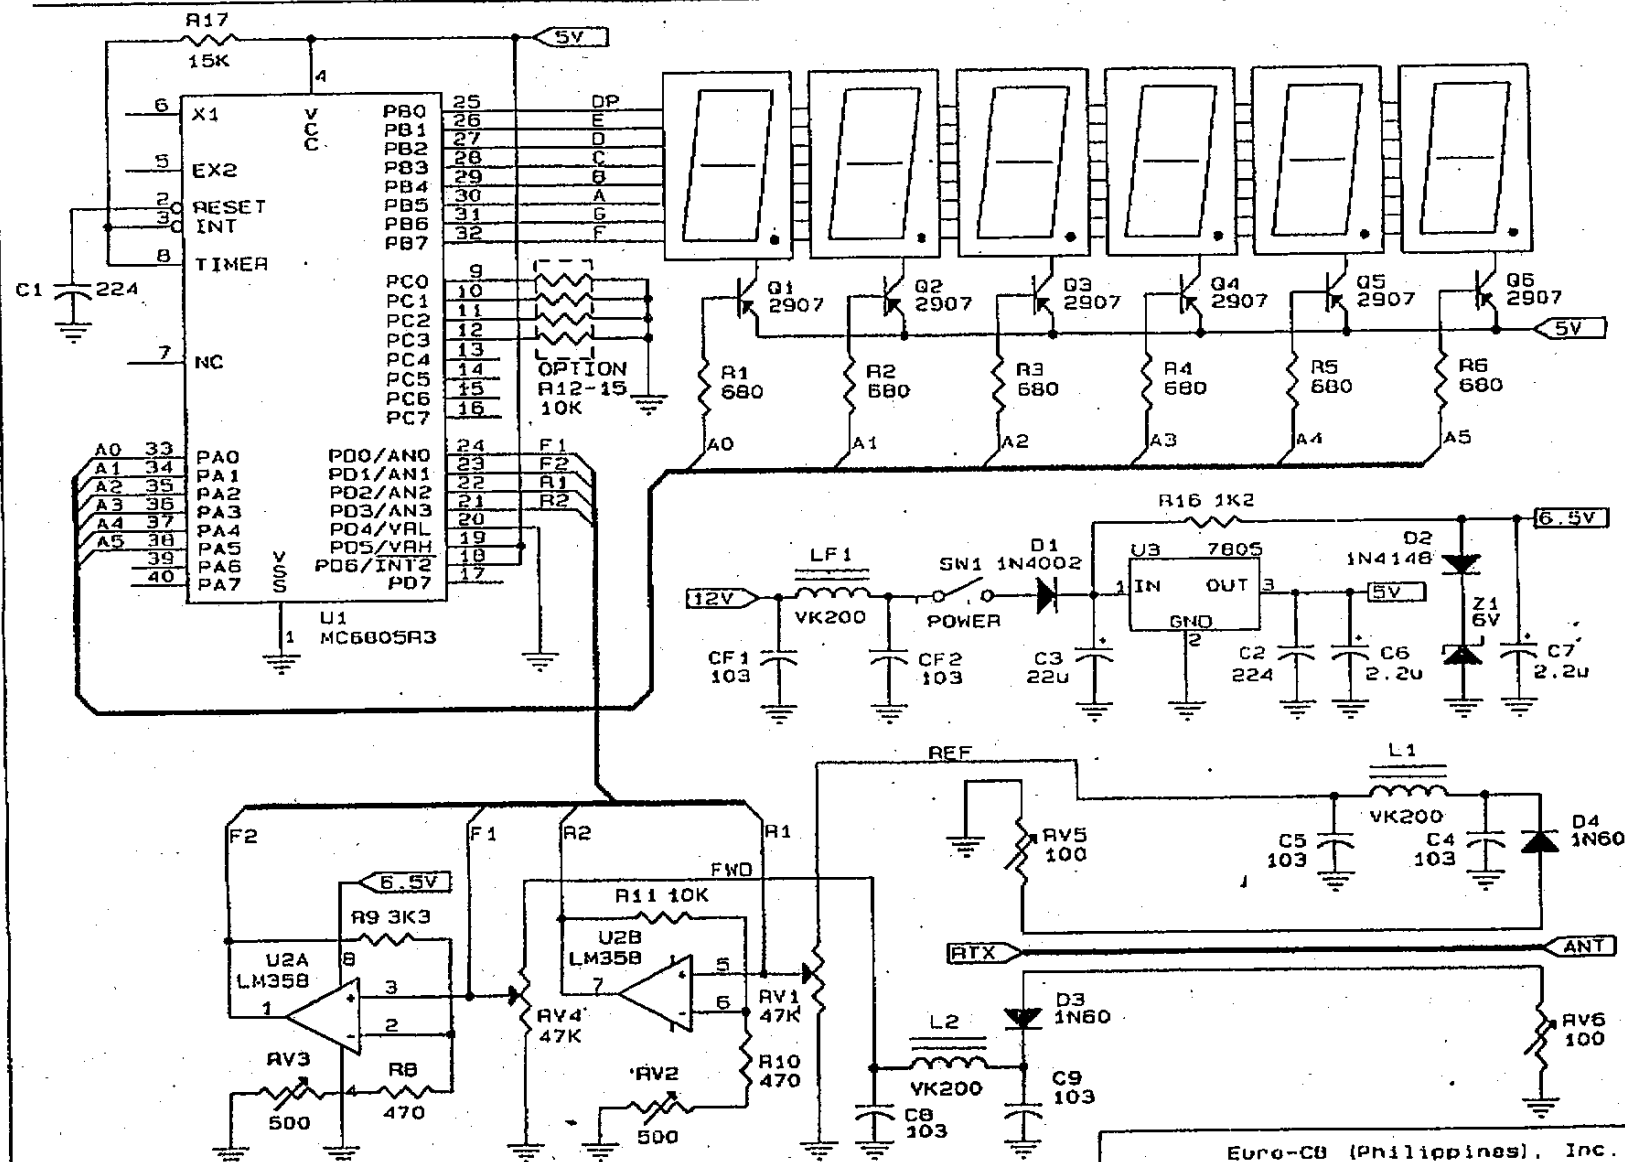 R17
15K
5V
4
6 X1
VCC
5 EX2
2 RESET
3 INT
8 TIMER
C1 224
7 NC
PB0 25 DP
PB1 26 E
PB2 27 D
PB3 28 C
PB4 29 B
PB5 30 A
PB6 31 G
PB7 32 F
PC0 9
PC1 10
PC2 11
PC3 12
PC4 13
PC5 14
PC6 15
PC7 16
OPTION
R12-15
10K
A0 33 PA0
A1 34 PA1
A2 35 PA2
A3 36 PA3
A4 37 PA4
A5 38 PA5
39 PA6
40 PA7
PD0/AN0 24 F1
PD1/AN1 23 F2
PD2/AN2 22 R1
PD3/AN3 21 R2
PD4/VRL 20
PD5/VRH 19
PD6/INT2 18
PD7 17
VSS
1
U1
MC6805R3
Q1
2907
Q2
2907
Q3
2907
Q4
2907
Q5
2907
Q6
2907
5V
R1
680
R2
680
R3
680
R4
680
R5
680
R6
680
A0
A1
A2
A3
A4
A5
R16 1K2
6.5V
12V
LF1
VK200
SW1
POWER
D1
1N4002
U3 7805
1 IN
OUT 3
GND
2
5V
D2
1N4148
Z1
6V
CF1
103
CF2
103
C3
22u
+
C2
224
C6
2.2u
+
C7
2.2u
+
REF
L1
VK200
RV5
100
C5
103
C4
103
D4
1N60
F2
F1
R2
R1
FWD
6.5V
R9 3K3
U2A
LM358
8
1
3
+
2
-
4
RV3
500
R8
470
RV4
47K
R11 10K
U2B
LM358
7
5
+
6
-
RV1
47K
RV2
500
R10
470
RTX
ANT
D3
1N60
L2
VK200
C8
103
C9
103
RV6
100
Euro-CB (Philippines), Inc.